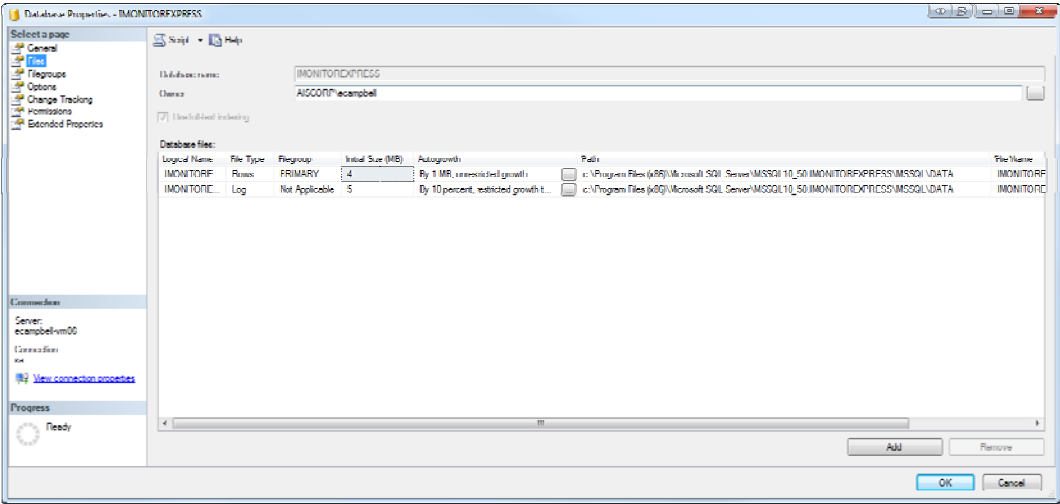 Database Properties - IMONITOREXPRESS
Select a page
General
Files
Filegroups
Options
Change Tracking
Permissions
Extended Properties
Script Help
Database name: IMONITOREXPRESS
Owner: AISCORP\ecampbell
Use full-text indexing
Database files:
Logical Name File Type Filegroup Initial Size (MB) Autogrowth Path File Name
IMONITORE... Rows PRIMARY 4 By 1 MB, unrestricted growth ... c:\Program Files (x86)\Microsoft SQL Server\MSSQL10_50.IMONITOREXPRESS\MSSQL\DATA IMONITORE
IMONITORE... Log Not Applicable 5 By 10 percent, restricted growth t... ... c:\Program Files (x86)\Microsoft SQL Server\MSSQL10_50.IMONITOREXPRESS\MSSQL\DATA IMONITORE
Connection
Server:
ecampbell-vm06
Connection:
sa
View connection properties
Progress
Ready
Add Remove
OK Cancel